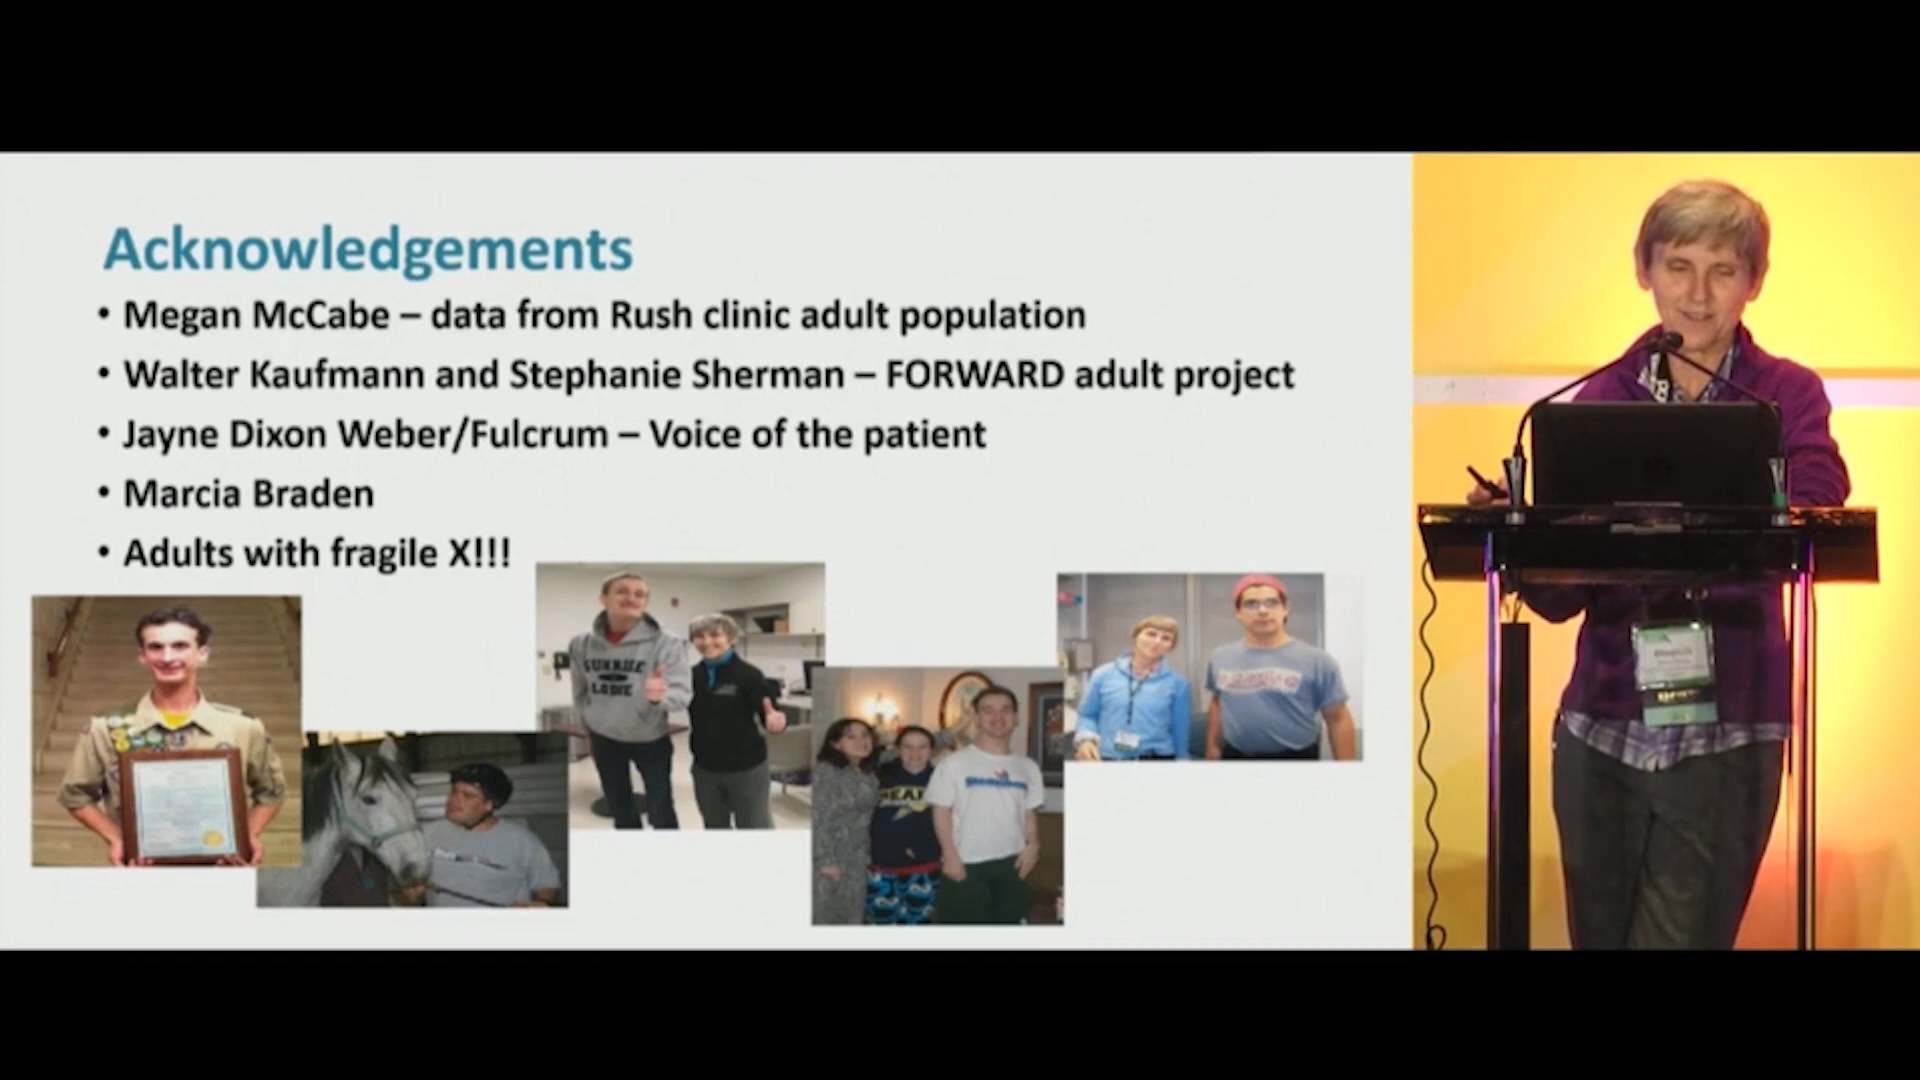 Acknowledgements
• Megan McCabe – data from Rush clinic adult population
• Walter Kaufmann and Stephanie Sherman – FORWARD adult project
• Jayne Dixon Weber/Fulcrum – Voice of the patient
• Marcia Braden
• Adults with fragile X!!!